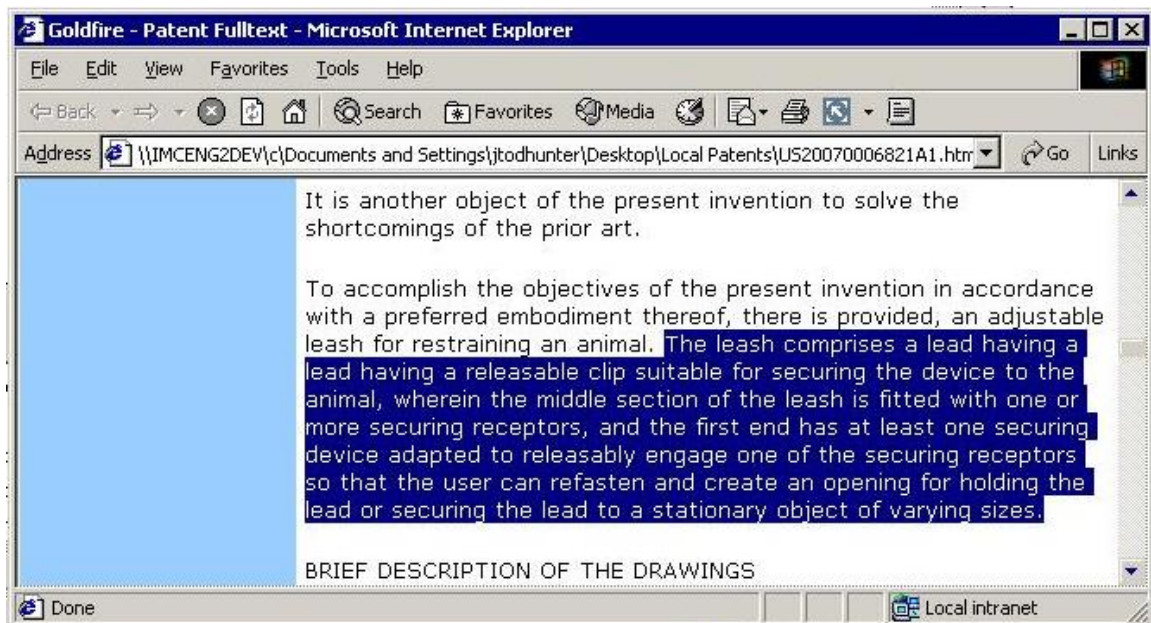 Goldfire - Patent Fulltext - Microsoft Internet Explorer
File Edit View Favorites Tools Help
Back Search Favorites Media
Address \\IMCENG2DEV\c\Documents and Settings\jtodhunter\Desktop\Local Patents\US20070006821A1.htm Go Links
It is another object of the present invention to solve the
shortcomings of the prior art.
To accomplish the objectives of the present invention in accordance
with a preferred embodiment thereof, there is provided, an adjustable
leash for restraining an animal. The leash comprises a lead having a
lead having a releasable clip suitable for securing the device to the
animal, wherein the middle section of the leash is fitted with one or
more securing receptors, and the first end has at least one securing
device adapted to releasably engage one of the securing receptors
so that the user can refasten and create an opening for holding the
lead or securing the lead to a stationary object of varying sizes.
BRIEF DESCRIPTION OF THE DRAWINGS
Done Local intranet